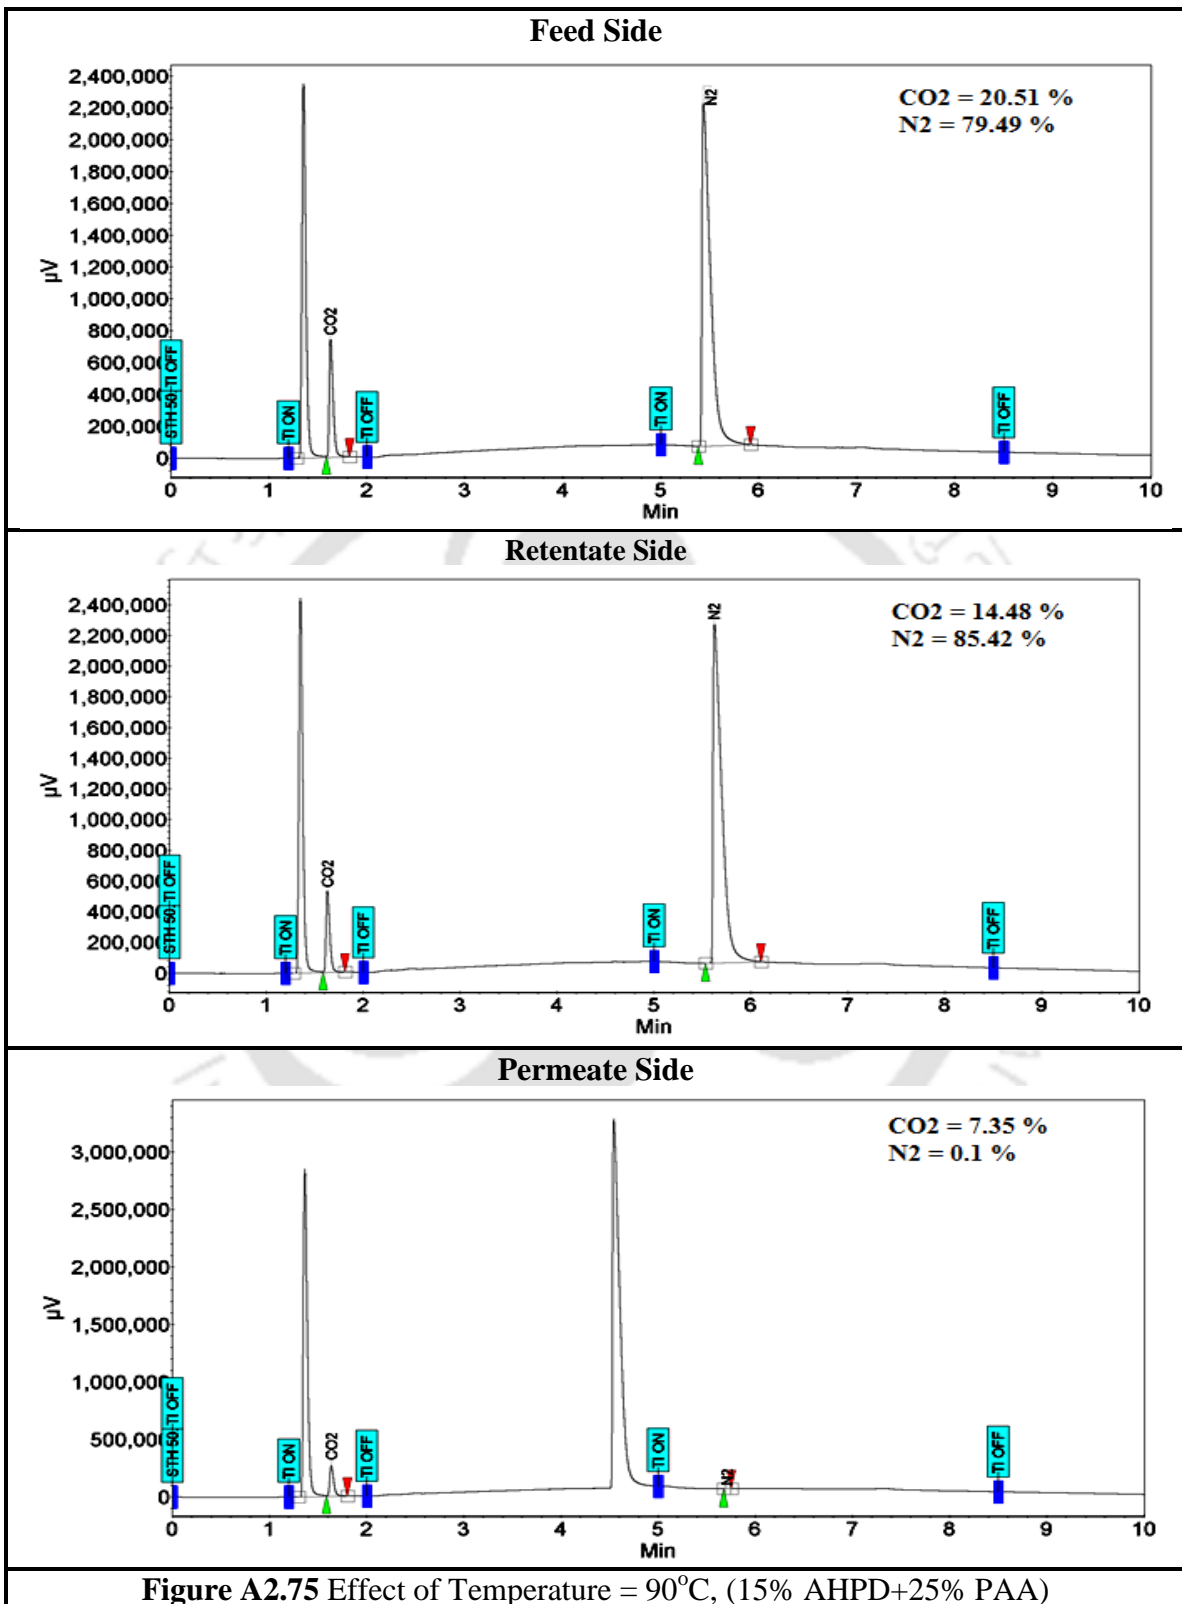 Feed Side
CO2 = 20.51 %
N2 = 79.49 %
2,400,000
2,200,000
2,000,000
1,800,000
1,600,000
1,400,000
1,200,000
1,000,000
800,000
600,000
400,000
200,000
0
µV
STH 50-TI OFF
TI ON
CO2
TI OFF
TI ON
N2
TI OFF
0 1 2 3 4 5 6 7 8 9 10
Min
Retentate Side
CO2 = 14.48 %
N2 = 85.42 %
2,400,000
2,200,000
2,000,000
1,800,000
1,600,000
1,400,000
1,200,000
1,000,000
800,000
600,000
400,000
200,000
0
µV
STH 50-TI OFF
TI ON
CO2
TI OFF
TI ON
N2
TI OFF
0 1 2 3 4 5 6 7 8 9 10
Min
Permeate Side
CO2 = 7.35 %
N2 = 0.1 %
3,000,000
2,500,000
2,000,000
1,500,000
1,000,000
500,000
0
µV
STH 50-TI OFF
TI ON
CO2
TI OFF
TI ON
N2
TI OFF
0 1 2 3 4 5 6 7 8 9 10
Min
Figure A2.75 Effect of Temperature = 90°C, (15% AHPD+25% PAA)